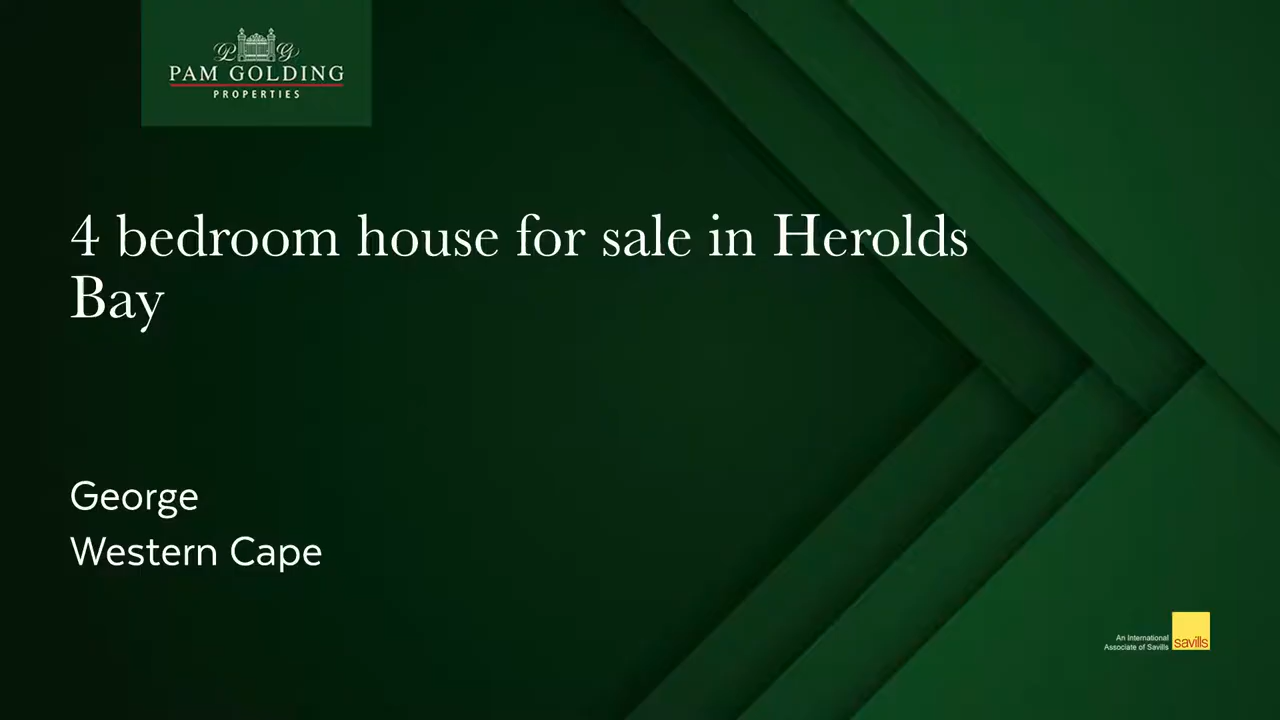 P G
PAM GOLDING
PROPERTIES
4 bedroom house for sale in Herolds
Bay
George
Western Cape
An International
Associate of Savills
savills